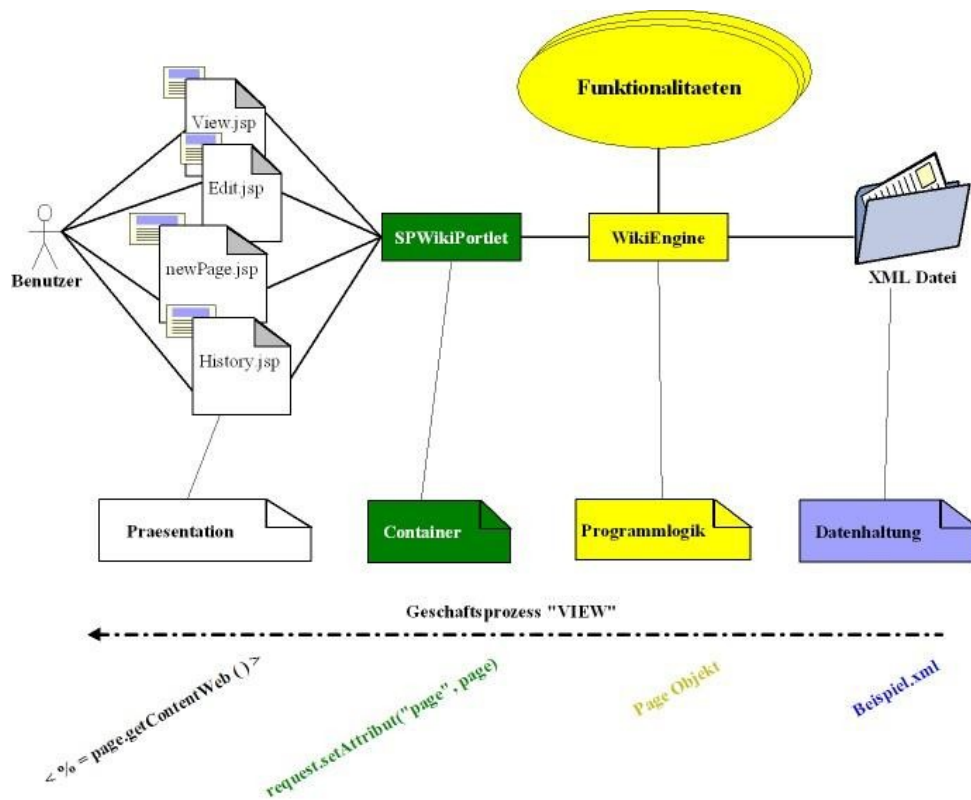 Funktionalitaeten
View.jsp
Edit.jsp
newPage.jsp
History.jsp
Benutzer
SPWikiPortlet
WikiEngine
XML Datei
Praesentation
Container
Programmlogik
Datenhaltung
Geschaftsprozess "VIEW"
< % = page.getContentWeb ( ) >
request.setAttribut("page" , page)
Page Objekt
Beispiel.xml